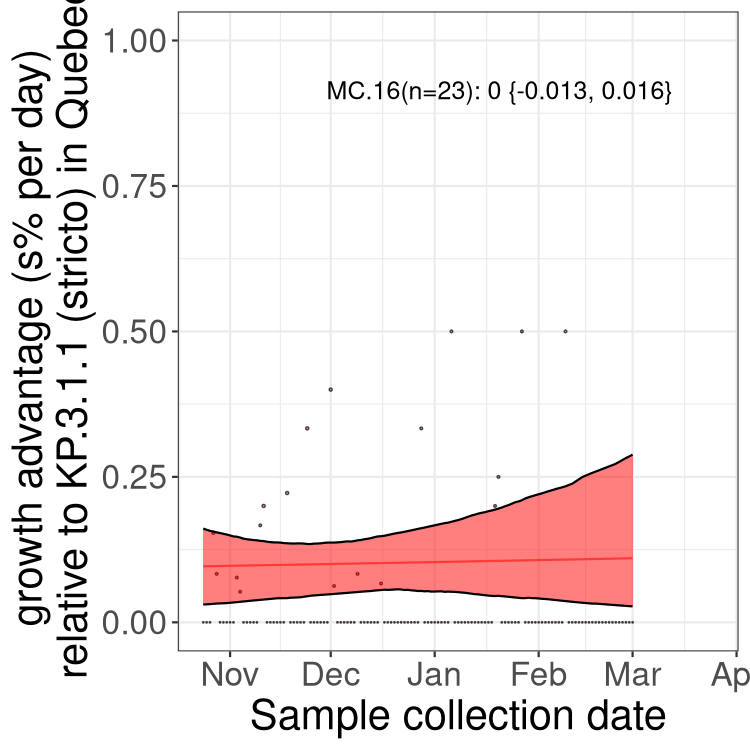 growth advantage (s% per day)
relative to KP.3.1.1 (stricto) in Quebec
1.00
0.75
0.50
0.25
0.00
MC.16(n=23): 0 {-0.013, 0.016}
Nov Dec Jan Feb Mar Ap
Sample collection date